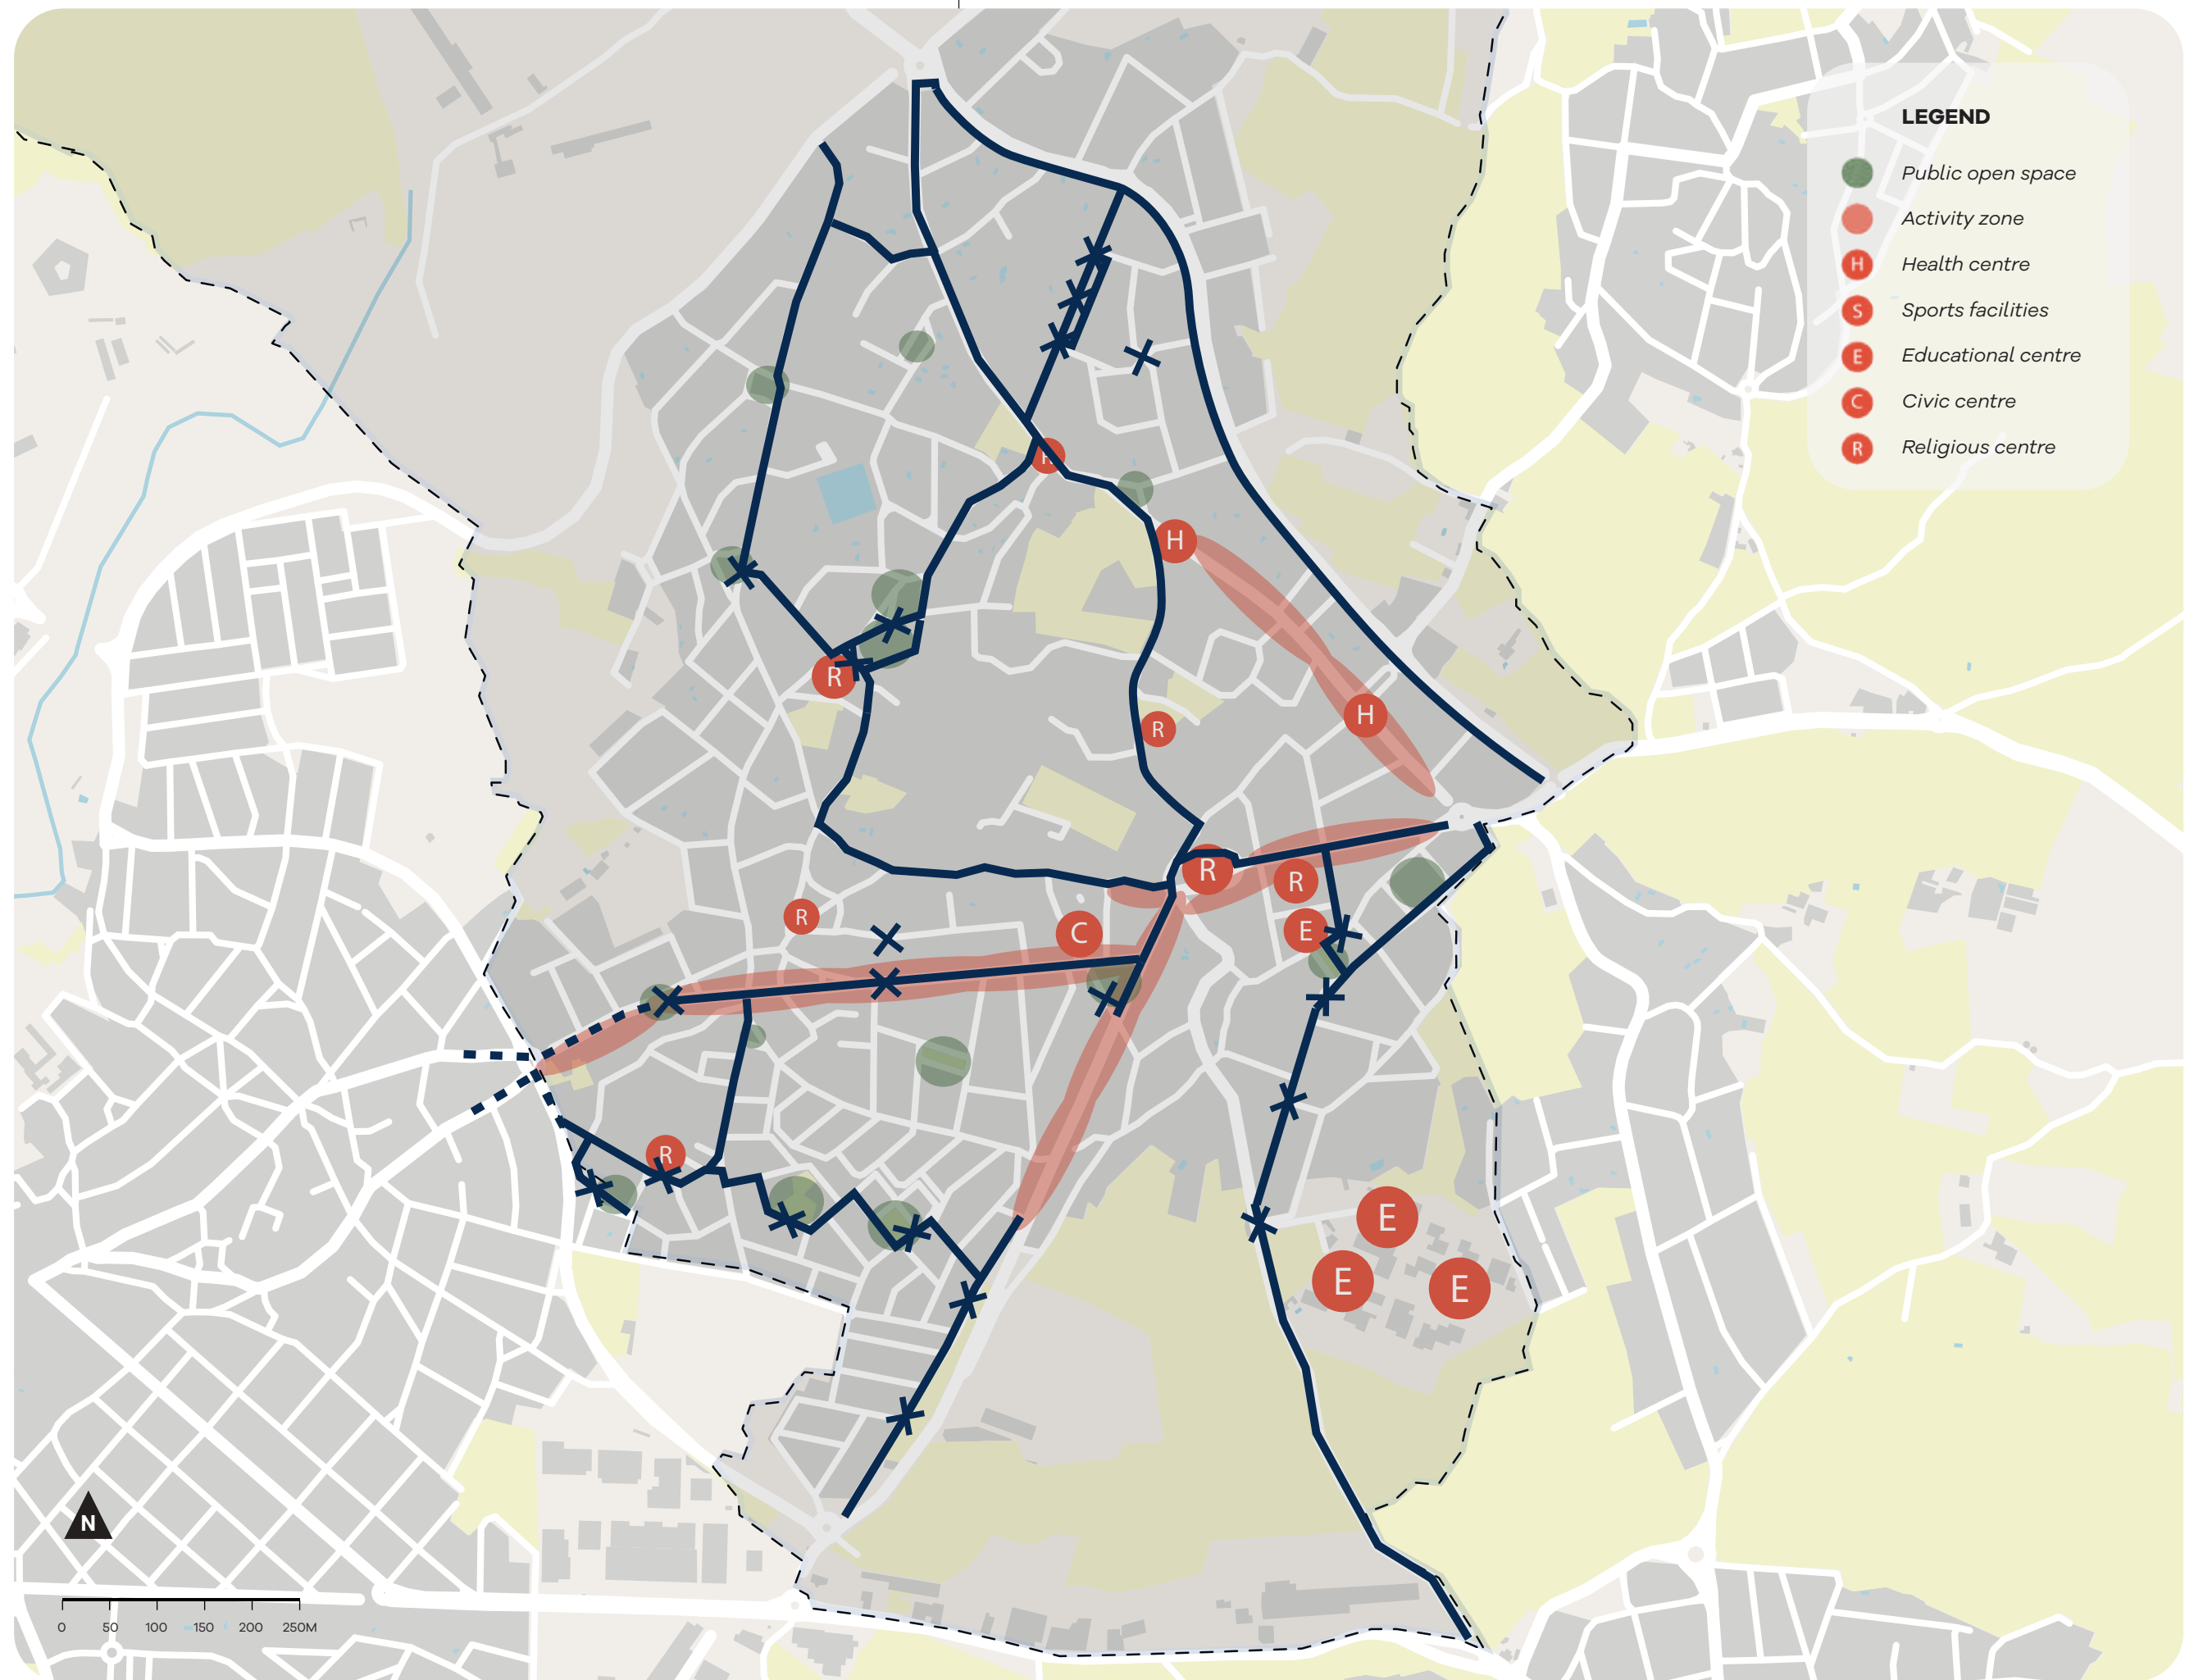 LEGEND
Public open space
Activity zone
H Health centre
S Sports facilities
E Educational centre
C Civic centre
R Religious centre
H
R
H
R
R
R
R
C
E
R
E
E
E
N
0 50 100 150 200 250M